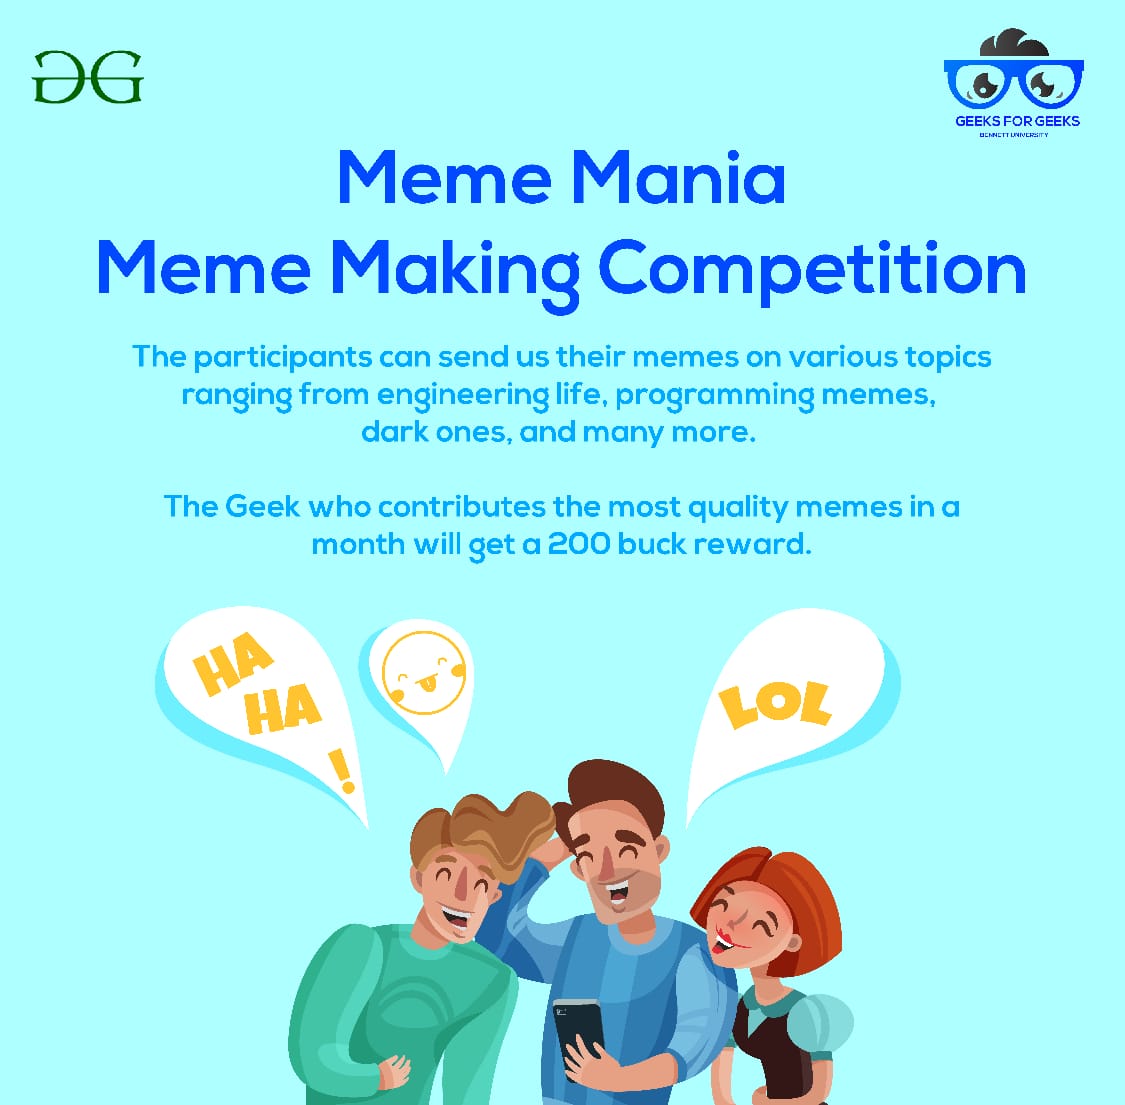 GEEKS FOR GEEKS
BENNETT UNIVERSITY
Meme Mania
Meme Making Competition
The participants can send us their memes on various topics
ranging from engineering life, programming memes,
dark ones, and many more.
The Geek who contributes the most quality memes in a
month will get a 200 buck reward.
HA
HA
!
LOL